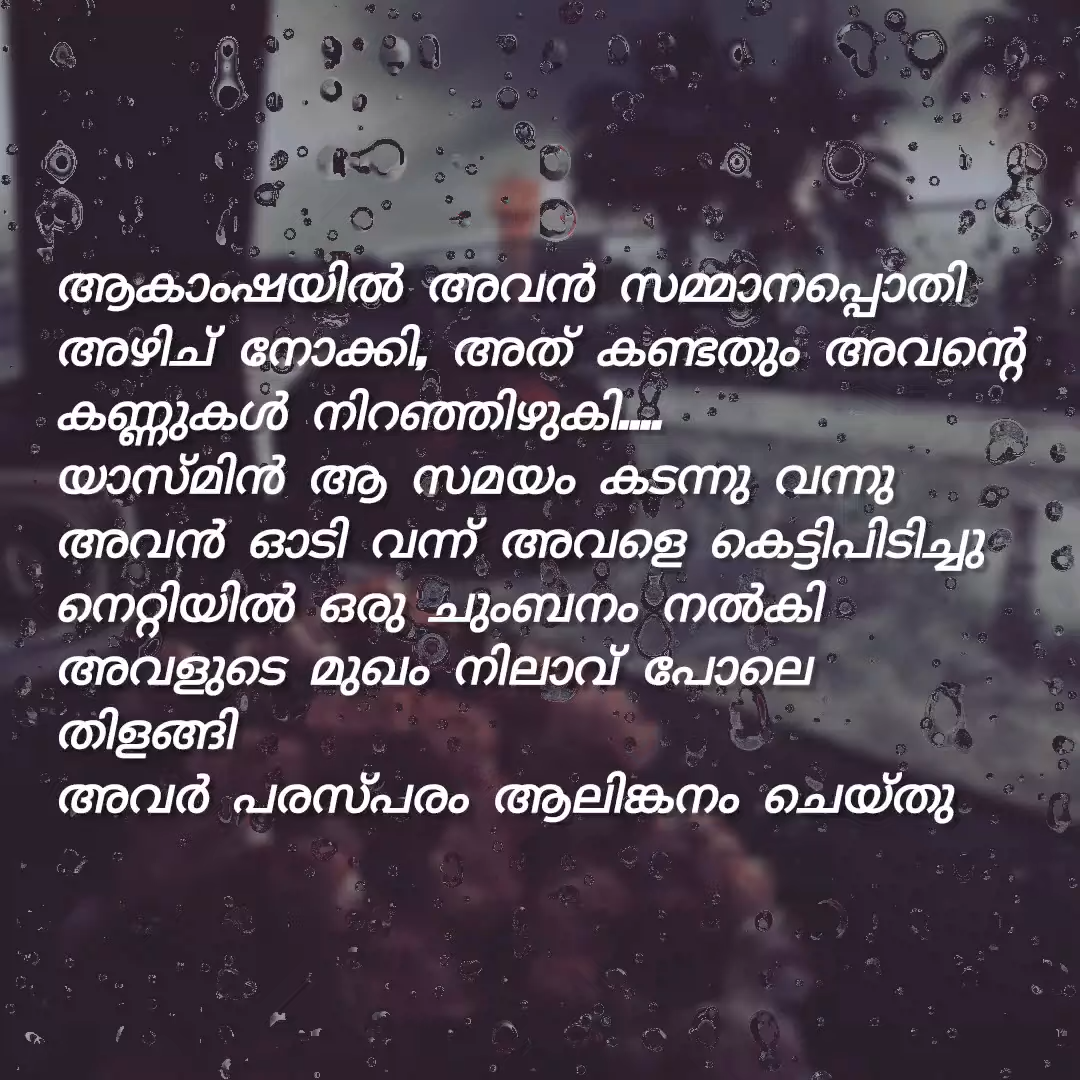 ആകാംഷയിൽ അവൻ സമ്മാനപ്പൊതി
അഴിച് നോക്കി, അത് കണ്ടതും അവന്റെ
കണ്ണുകൾ നിറഞ്ഞിഴുകി....
യാസ്മിൻ ആ സമയം കടന്നു വന്നു
അവൻ ഓടി വന്ന് അവളെ കെട്ടിപിടിച്ചു
നെറ്റിയിൽ ഒരു ചുംബനം നൽകി
അവളുടെ മുഖം നിലാവ് പോലെ
തിളങ്ങി
അവർ പരസ്പരം ആലിങ്കനം ചെയ്തു